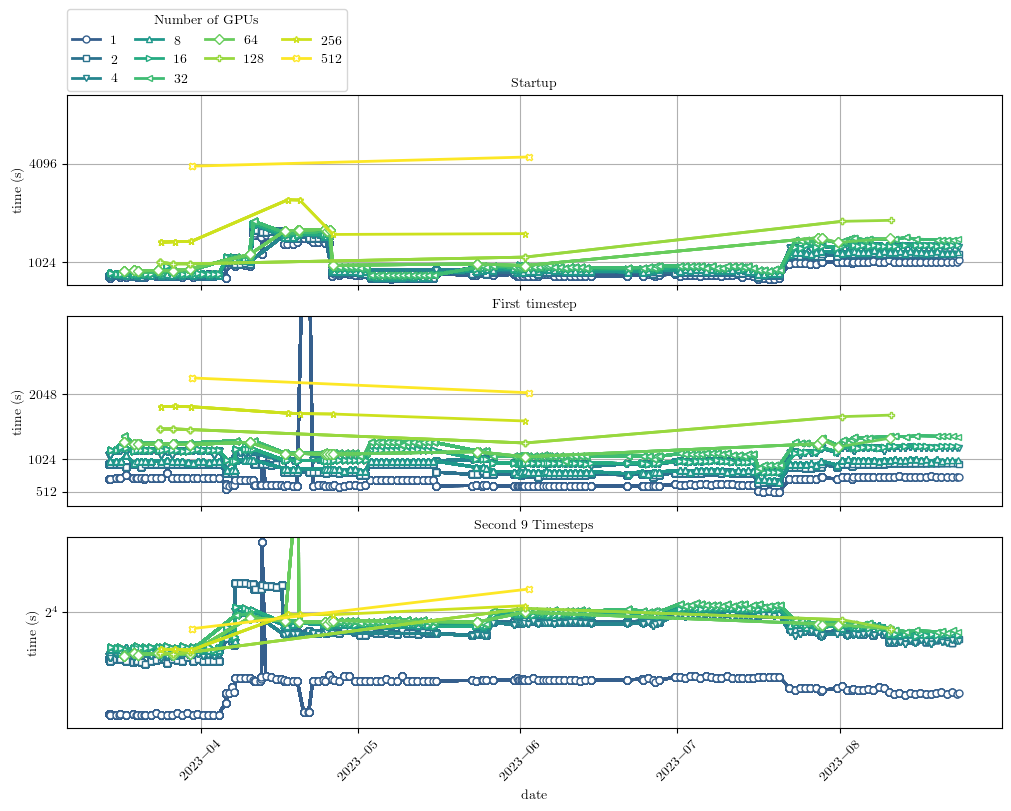 Number of GPUs
1 8 64 256
2 16 128 512
4 32
Startup
4096
time (s)
1024
First timestep
2048
time (s)
1024
512
Second 9 Timesteps
2⁴
time (s)
2023−04 2023−05 2023−06 2023−07 2023−08
date